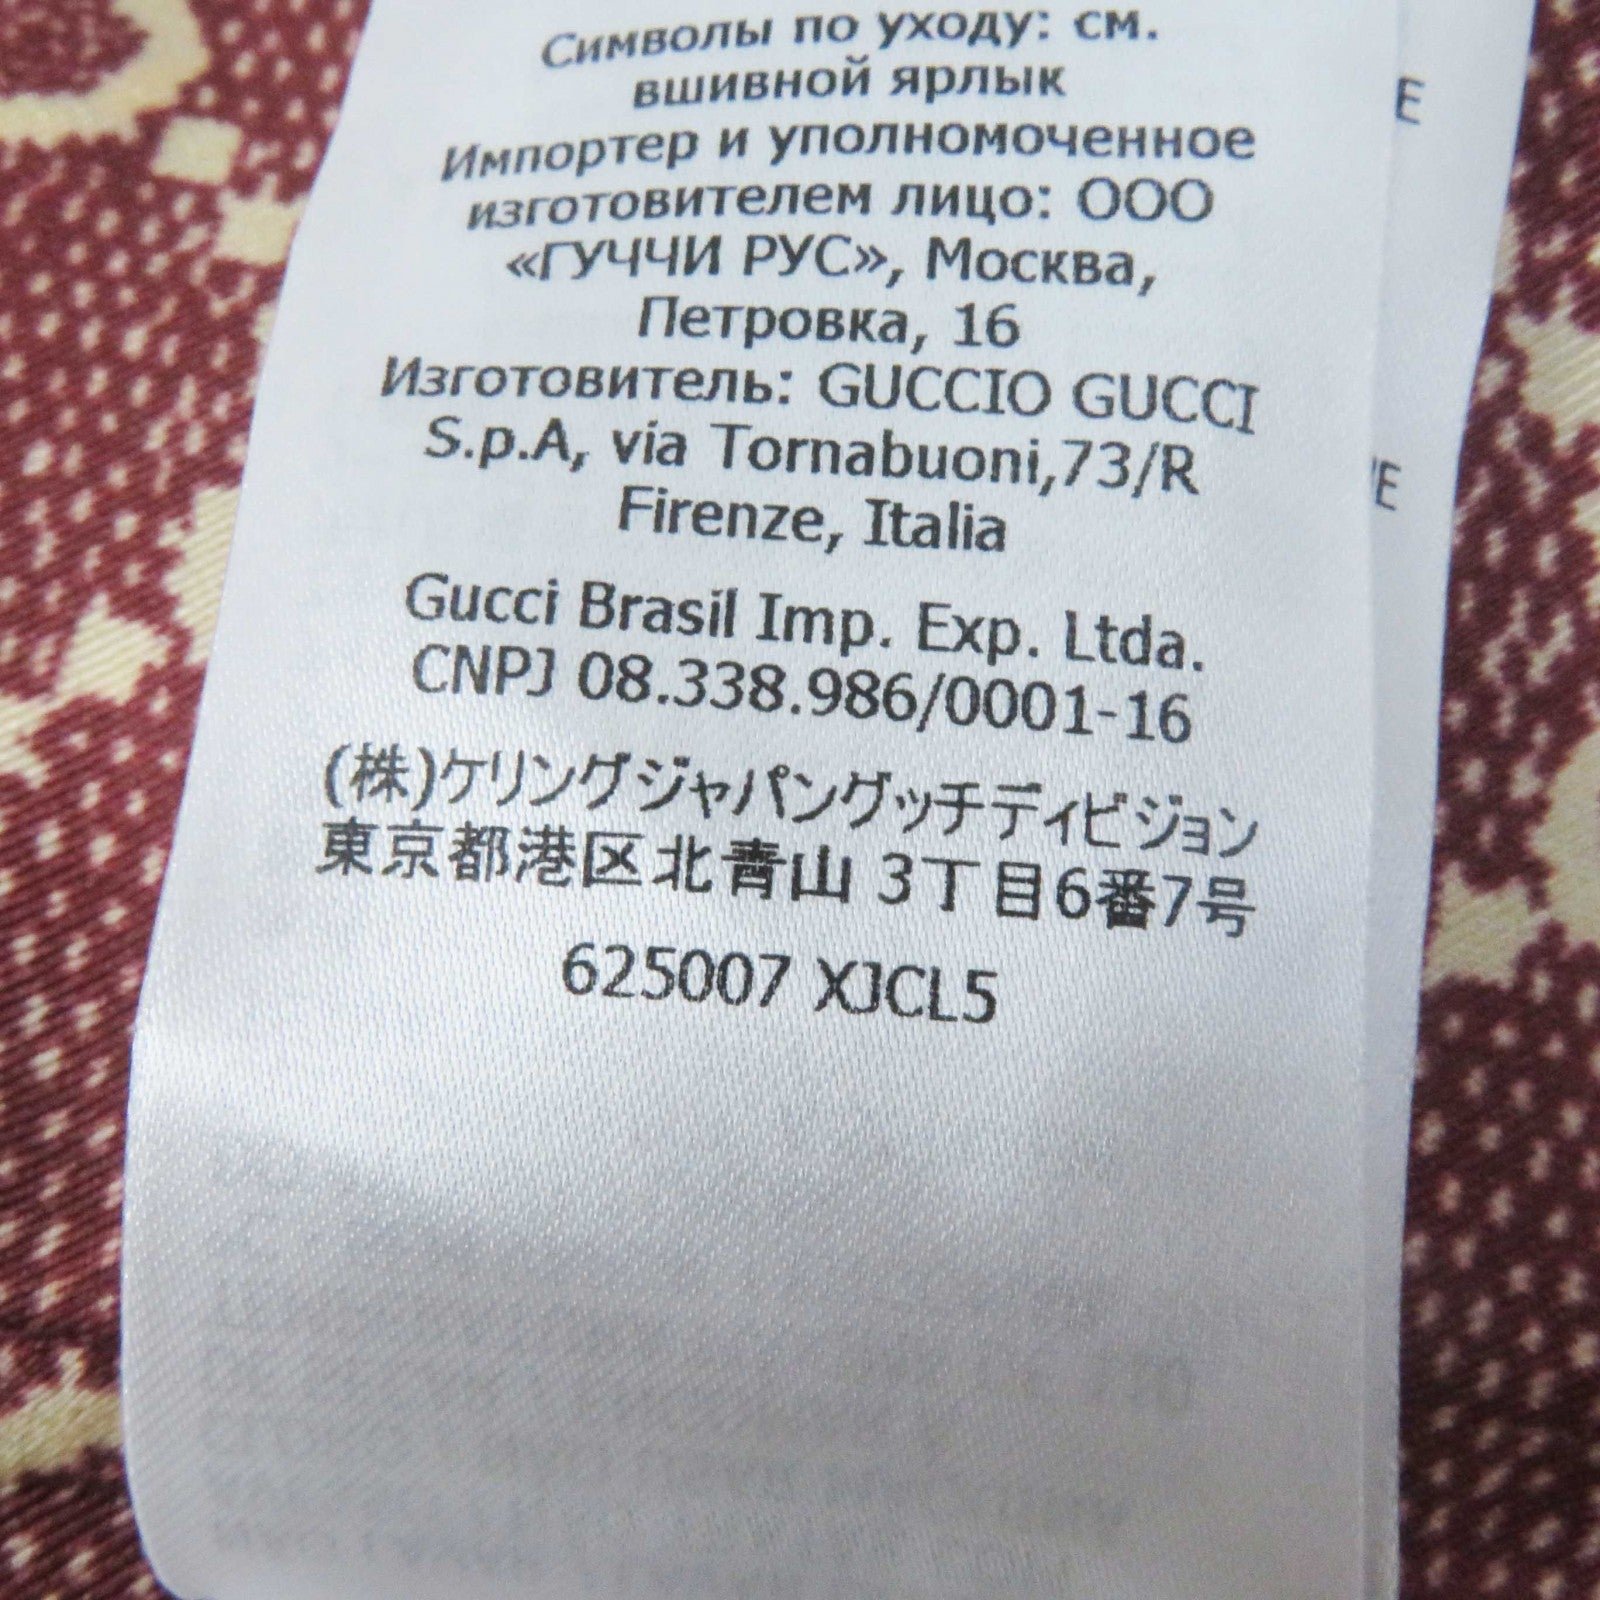 Символы по уходу: см.
вшивной ярлык
Импортер и уполномоченное
изготовителем лицо: ООО
«ГУЧЧИ РУС», Москва,
Петровка, 16
Изготовитель: GUCCIO GUCCI
S.p.A, via Tornabuoni,73/R
Firenze, Italia
Gucci Brasil Imp. Exp. Ltda.
CNPJ 08.338.986/0001-16
(株)ケリングジャパングッチディビジョン
東京都港区北青山 3丁目6番7号
625007 XJCL5